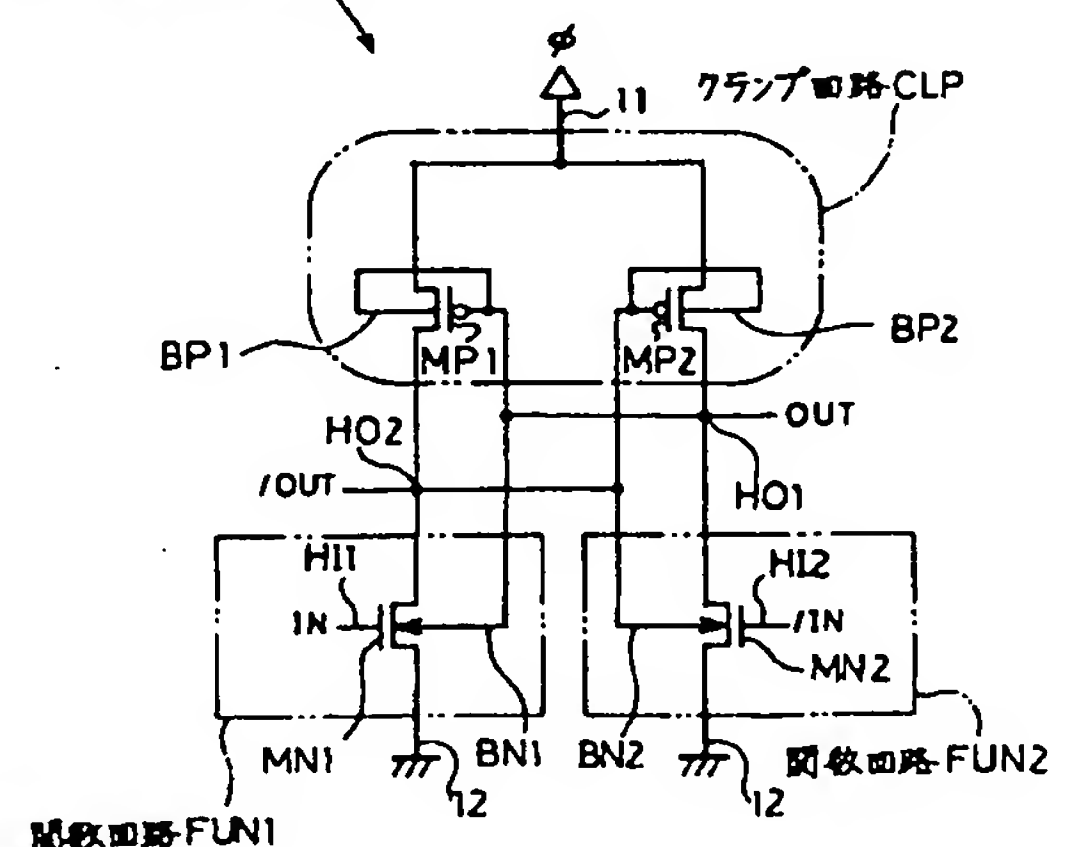 φ
11
クランプ回路CLP
BP1
MP1
MP2
BP2
HO2
OUT
/OUT
HO1
HI1
HI2
IN
/IN
MN2
MN1
BN1
BN2
関数回路FUN2
12
12
関数回路FUN1